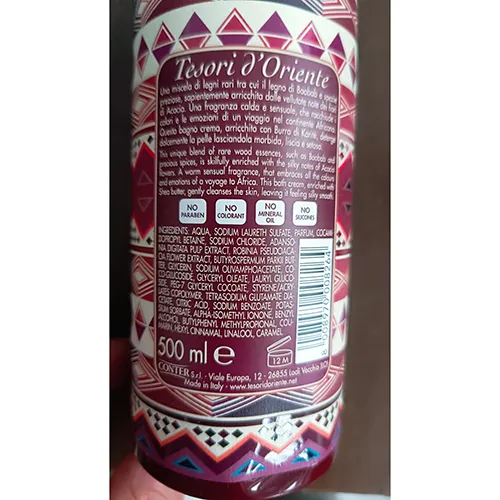 Tesori d'Oriente
Una miscela di legni rari tra cui il legno di Baobab e spezie
preziose, sapientemente arricchita dalle vellutate note dei fiori
di Acacia. Una fragranza calda e sensuale, che racchiude i
colori e le emozioni di un viaggio nel continente Africano.
Questo bagno crema, arricchito con Burro di Karité, deterge
dolcemente la pelle lasciandola morbida, liscia e setosa.
This unique blend of rare wood essences, such as Baobab and
precious spices, is skilfully enriched with the silky notes of Acacia
A warm sensual fragrance, that embraces all the colours
and emotions of a voyage to Africa. This bath cream, enriched with
Shea butter, gently cleanses the skin, leaving it feeling silky smooth.
NO PARABEN
NO COLORANT
NO MINERAL OIL
NO SILICONES
INGREDIENTS: AQUA, SODIUM LAURETH SULFATE, PARFUM, COCAMI-
DOPROPYL BETAINE, SODIUM CHLORIDE, ADANSO-
NIA DIGITATA PULP EXTRACT, ROBINIA PSEUDOACA-
CIA FLOWER EXTRACT, BUTYROSPERMUM PARKII BUT-
TER, GLYCERIN, SODIUM OLIVAMPHOACETATE, CO-
CO-GLUCOSIDE, GLYCERYL OLEATE, LAURYL GLUCO-
SIDE, PEG-7 GLYCERYL COCOATE, STYRENE/ACRY-
LATES COPOLYMER, TETRASODIUM GLUTAMATE DIA-
CETATE, CITRIC ACID, SODIUM BENZOATE, POTAS-
SIUM SORBATE, ALPHA-ISOMETHYL IONONE, BENZYL
ALCOHOL, BUTYLPHENYL METHYLPROPIONAL, COU-
MARIN, HEXYL CINNAMAL, LINALOOL, CARAMEL.
8 008970 008264
500 ml e
12 M
CONTER S.r.l. - Viale Europa, 12 - 26855 Lodi Vecchio (LO)
Made in Italy - www.tesoridoriente.net